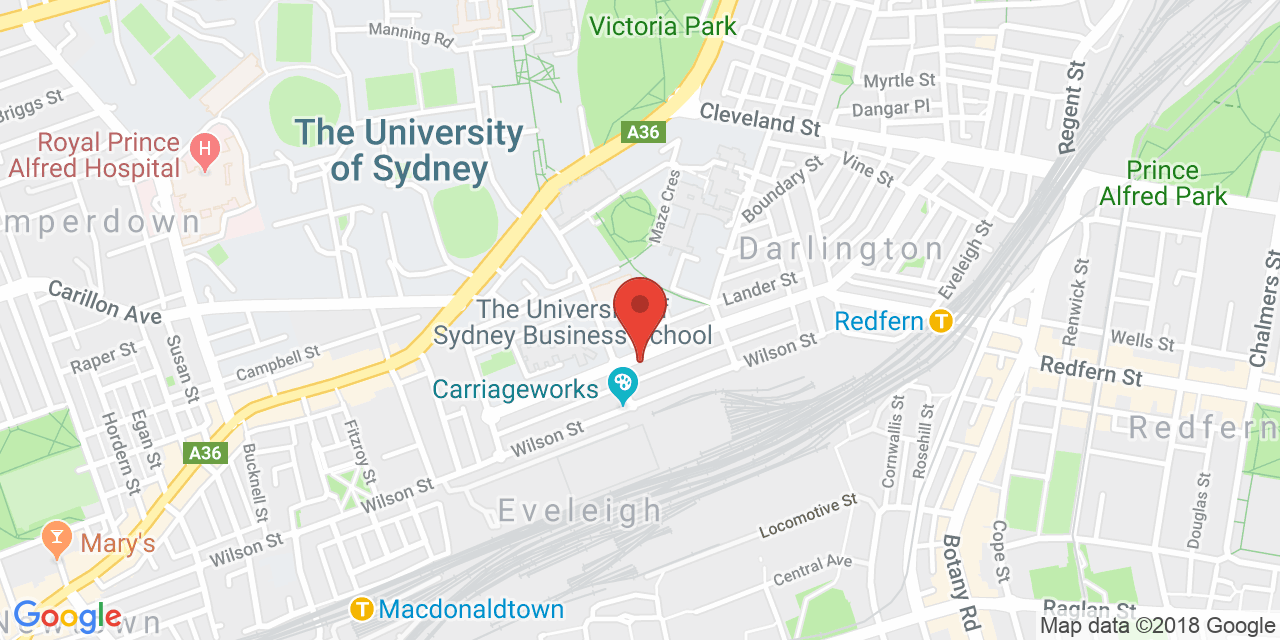 Victoria Park
Manning Rd
Myrtle St
Dangar Pl
Regent St
Briggs St
Cleveland St
A36
The University
of Sydney
Royal Prince
Alfred Hospital
H
Vine St
Prince
Alfred Park
Boundary St
Maze Cres
mperdown
Darlington
Eveleigh St
Carillon Ave
Lander St
Renwick St
Chalmers St
The Universi
Sydney Business School
Redfern
T
Wells St
Raper St
Susan St
Campbell St
Wilson St
Redfern St
Carriageworks
Hordern St
Egan St
Fitzroy St
Wilson St
Cornwallis St
Rosehill St
Redfern
A36
Bucknell St
Wilson St
Eveleigh
Locomotive St
Douglas St
Mary's
Wilson St
Botany Rd
Cope St
Central Ave
T
Macdonaldtown
Raglan St
Google
Newtown
Map data ©2018 Google